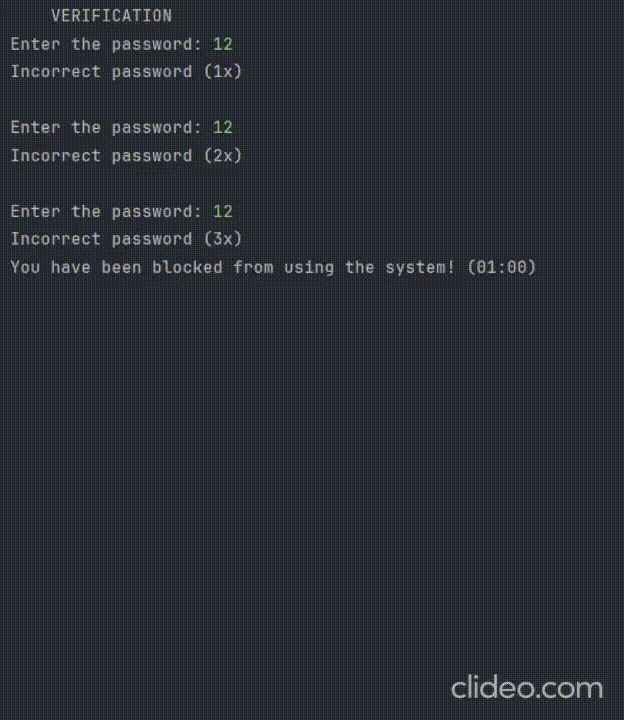 VERIFICATION
Enter the password: 12
Incorrect password (1x)
Enter the password: 12
Incorrect password (2x)
Enter the password: 12
Incorrect password (3x)
You have been blocked from using the system! (01:00)
clideo.com